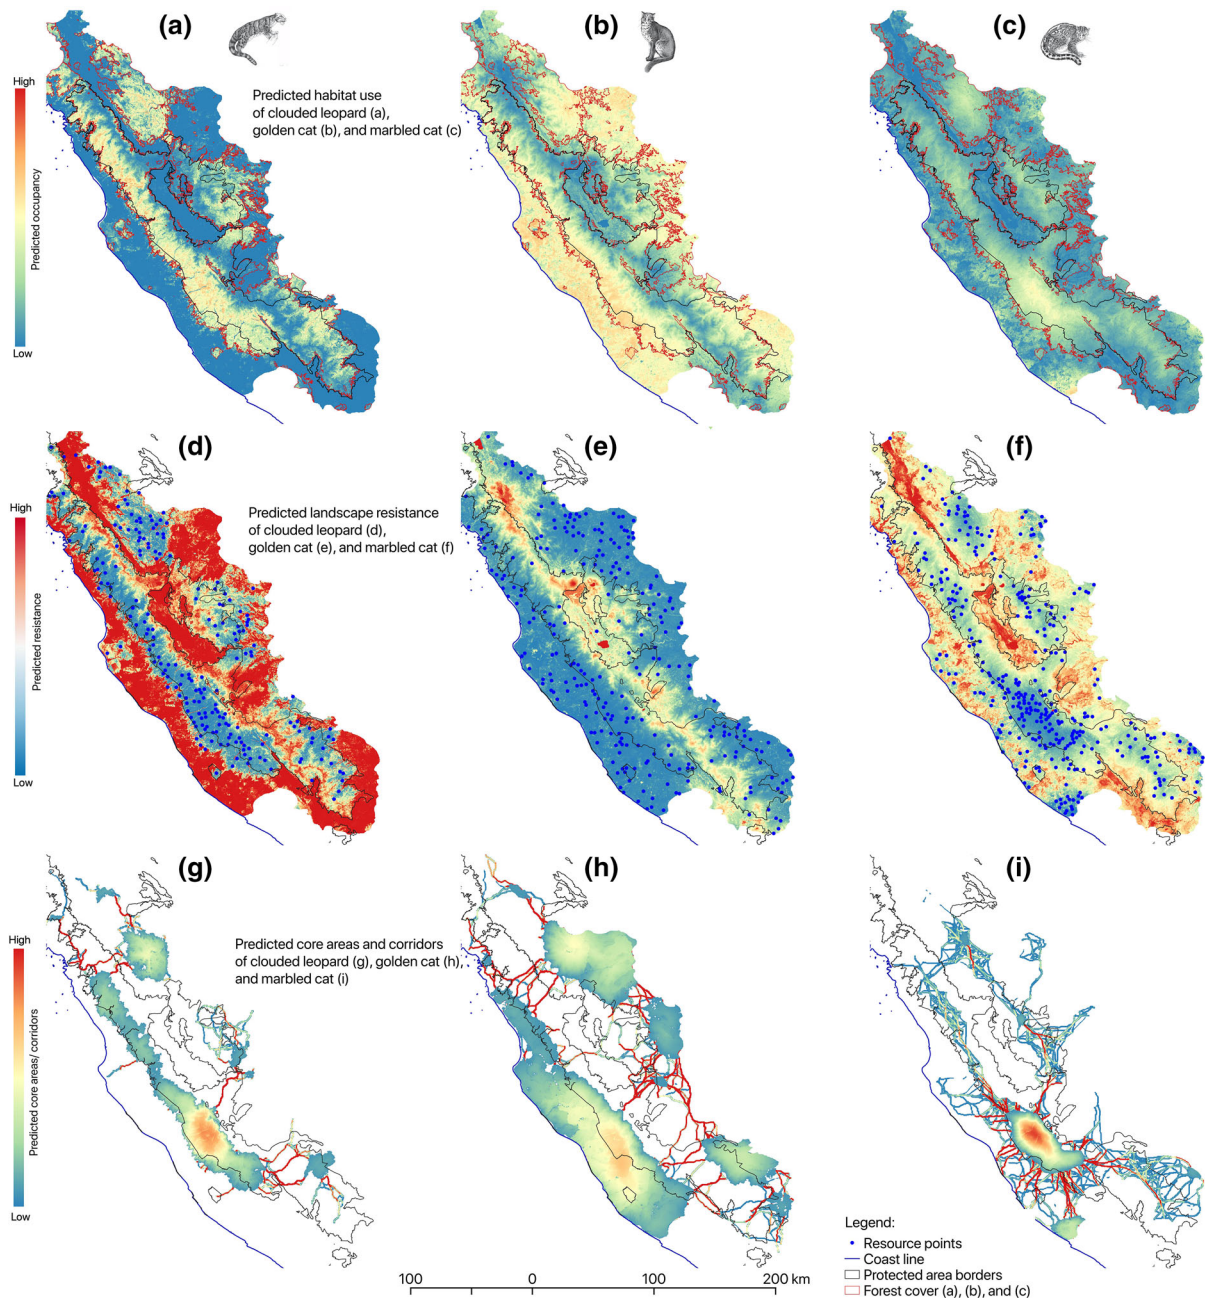 (a)
(b)
(c)
High
Predicted occupancy
Low
Predicted habitat use
of clouded leopard (a),
golden cat (b), and marbled cat (c)
(d)
(e)
(f)
High
Predicted resistance
Low
Predicted landscape resistance
of clouded leopard (d),
golden cat (e), and marbled cat (f)
(g)
(h)
(i)
High
Predicted core areas/ corridors
Low
Predicted core areas and corridors
of clouded leopard (g), golden cat (h),
and marbled cat (i)
Legend:
Resource points
Coast line
Protected area borders
Forest cover (a), (b), and (c)
100 0 100 200 km